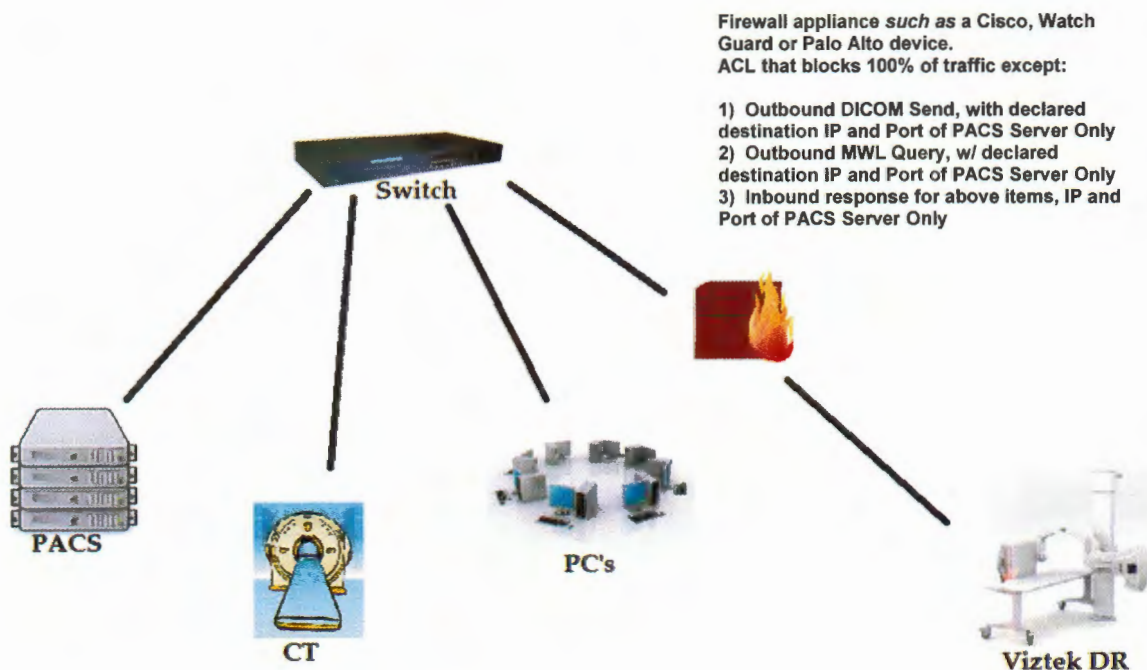 Firewall appliance such as a Cisco, Watch
Guard or Palo Alto device.
ACL that blocks 100% of traffic except:
1) Outbound DICOM Send, with declared
destination IP and Port of PACS Server Only
2) Outbound MWL Query, w/ declared
destination IP and Port of PACS Server Only
3) Inbound response for above items, IP and
Port of PACS Server Only
Switch
PACS
PC's
CT
Viztek DR